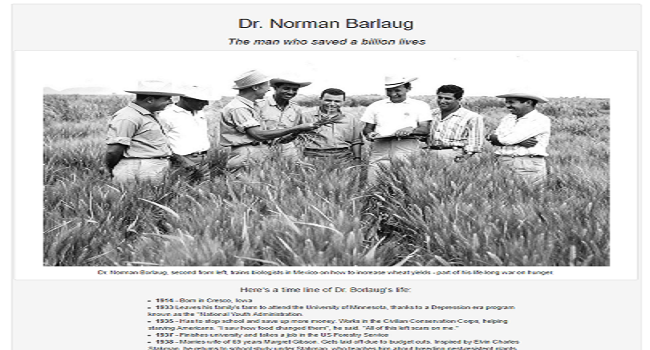 Dr. Norman Barlaug
The man who saved a billion lives
Dr. Norman Barlaug, second from left, trains biologists in Mexico on how to increase wheat yields - part of his life-long war on hunger.
Here's a time line of Dr. Borlaug's life:
1914 - Born in Cresco, Iowa
1933 Leaves his family's farm to attend the University of Minnesota, thanks to a Depression-era program
known as the "National Youth Administration.
1935 - Has to stop school and save up more money. Works in the Civilian Conservation Corps, helping
starving Americans. "I saw how food changed them", he said. "All of this left scars on me."
1937 - Finishes university and takes a job in the US Forestry Service
1938 - Marries wife of 69 years Margret Gibson. Gets laid off due to budget cuts. Inspired by Elvin Charles
Stakman, he returns to school study under Stakman, who teaches him about breeding pest-resistent plants.